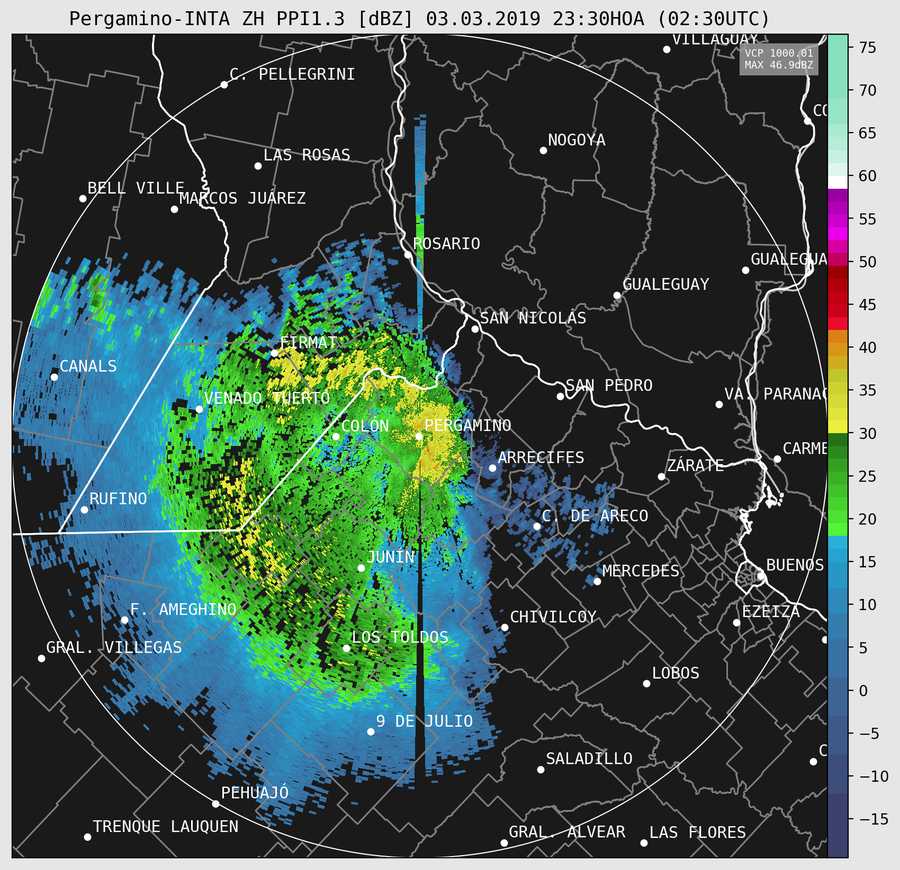 Pergamino-INTA ZH PPI1.3 [dBZ] 03.03.2019 23:30HOA (02:30UTC)
VILLAGUAY
VCP 1000.01
MAX 46.9dBZ
C. PELLEGRINI
CO
NOGOYA
LAS ROSAS
BELL VILLE
MARCOS JUÁREZ
ROSARIO
GUALEGUA
GUALEGUAY
SAN NICOLÁS
FIRMAT
CANALS
SAN PEDRO
VENADO TUERTO
VA. PARANAC
COLÓN
PERGAMINO
CARME
ARRECIFES
ZÁRATE
RUFINO
C. DE ARECO
JUNÍN
BUENOS
MERCEDES
F. AMEGHINO
CHIVILCOY
EZEIZA
LOS TOLDOS
GRAL. VILLEGAS
LOBOS
9 DE JULIO
SALADILLO
C
PEHUAJÓ
TRENQUE LAUQUEN
GRAL. ALVEAR
LAS FLORES
75
70
65
60
55
50
45
40
35
30
25
20
15
10
5
0
−5
−10
−15